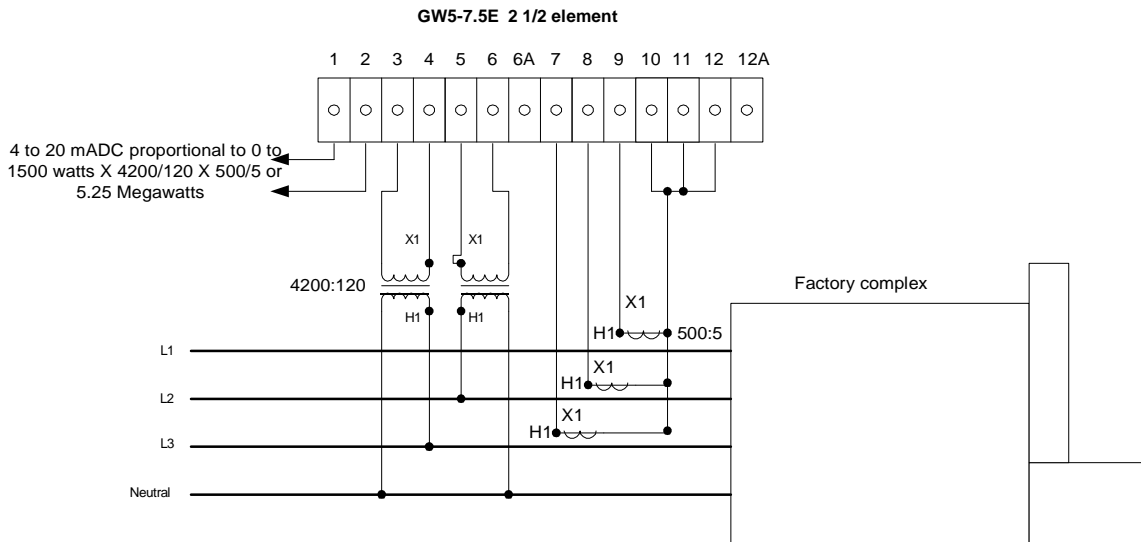 GW5-7.5E 2 1/2 element
1 2 3 4 5 6 6A 7 8 9 10 11 12 12A
4 to 20 mADC proportional to 0 to
1500 watts X 4200/120 X 500/5 or
5.25 Megawatts
X1 X1
4200:120
H1 H1
Factory complex
X1
H1 500:5
L1
X1
H1
L2
X1
H1
L3
Neutral